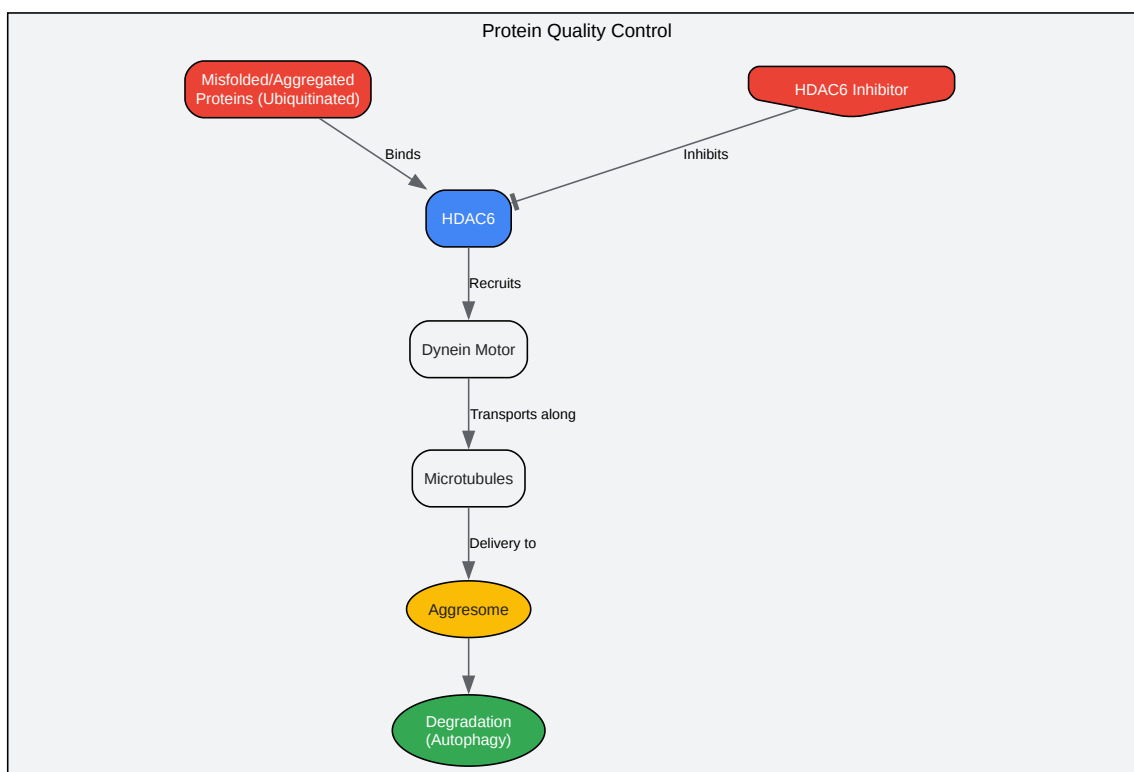 Protein Quality Control
Misfolded/Aggregated
Proteins (Ubiquitinated)
HDAC6 Inhibitor
Binds
Inhibits
HDAC6
Recruits
Dynein Motor
Transports along
Microtubules
Delivery to
Aggresome
Degradation
(Autophagy)